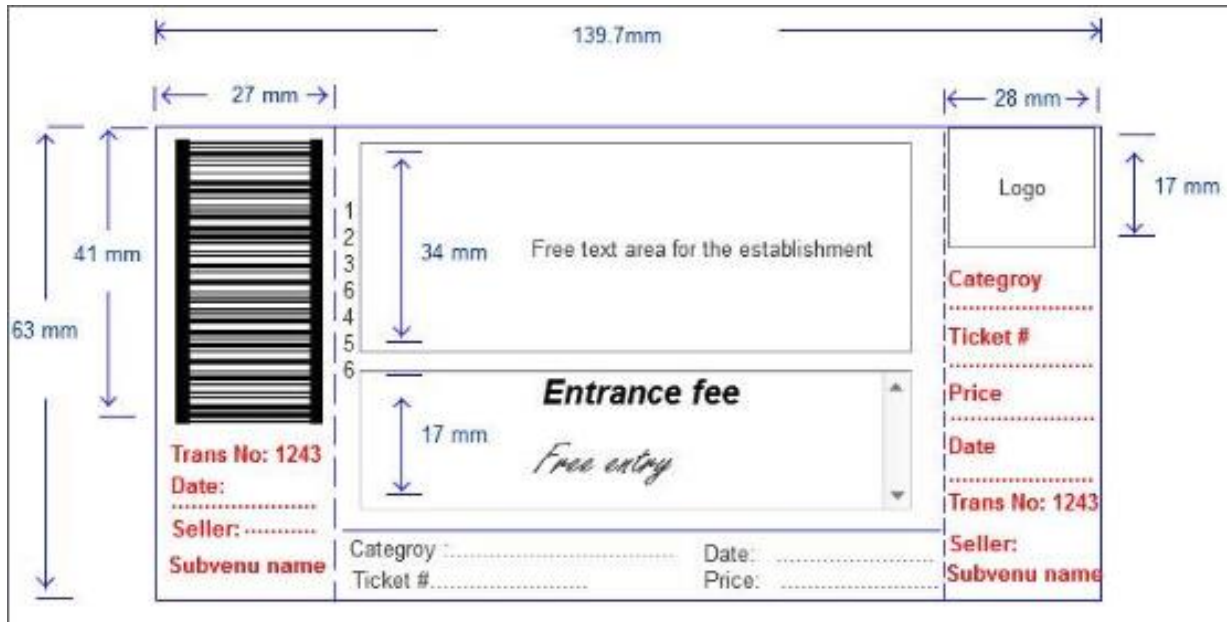 139.7mm
27 mm
28 mm
Logo
17 mm
1
2
3
6
4
5
6
34 mm
Free text area for the establishment
41 mm
63 mm
Categroy
Ticket #
Price
Date
Trans No: 1243
Seller:
Subvenu name
Entrance fee
17 mm
Free entry
Trans No: 1243
Date:
Seller:
Subvenu name
Categroy :
Date:
Ticket #
Price: